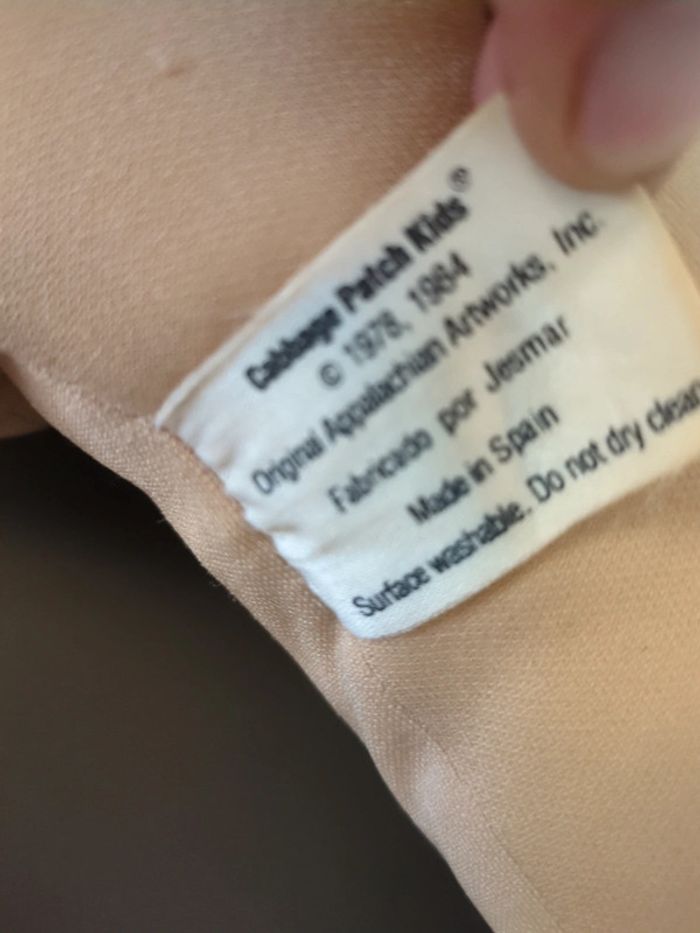 Cabbage Patch Kids®
© 1978, 1984
Original Appalachian Artworks, Inc.
Fabricado por Jesmar
Made in Spain
Surface washable. Do not dry clean